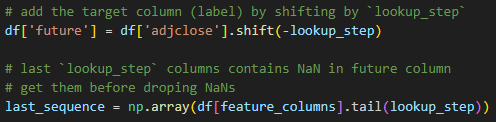 # add the target column (label) by shifting by `lookup_step`
df['future'] = df['adjclose'].shift(-lookup_step)
# last `lookup_step` columns contains NaN in future column
# get them before droping NaNs
last_sequence = np.array(df[feature_columns].tail(lookup_step))